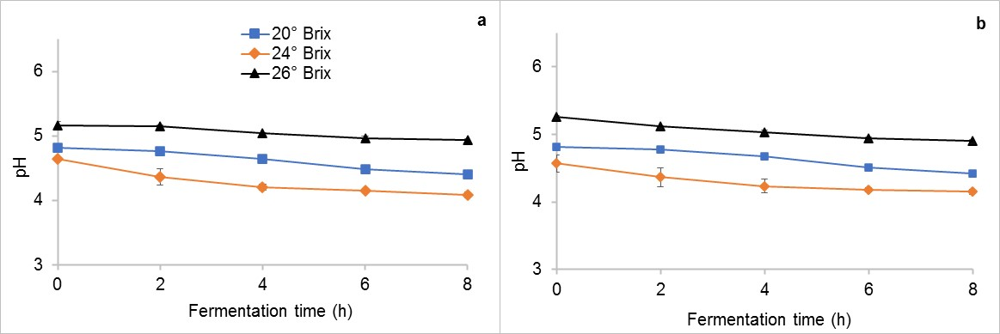 a
20° Brix
24° Brix
26° Brix
6
5
4
3
pH
0 2 4 6 8
Fermentation time (h)
b
6
5
4
3
pH
0 2 4 6 8
Fermentation time (h)